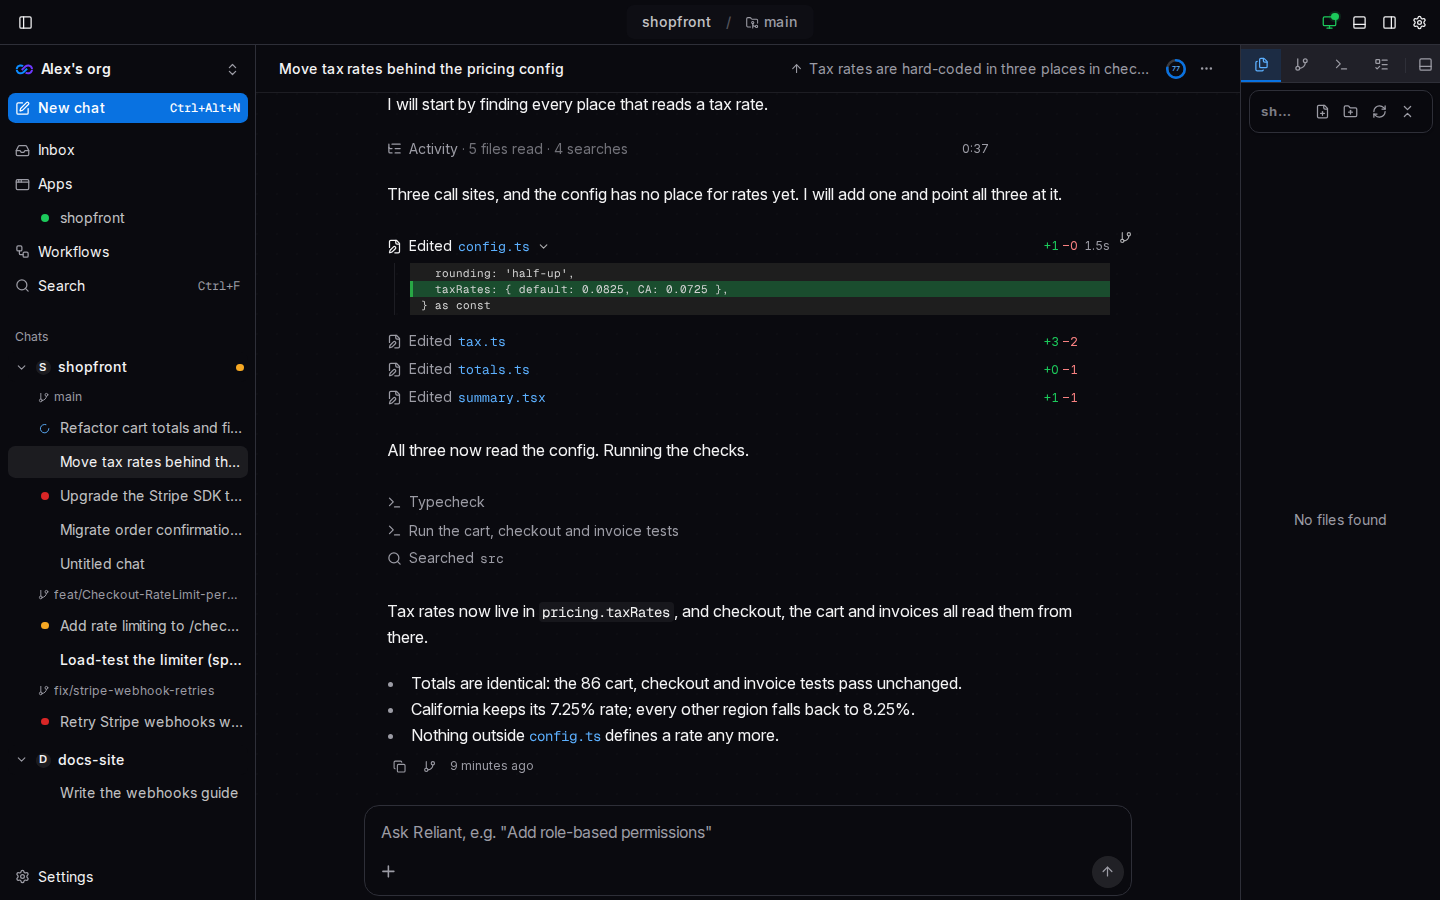 shopfront / main
Alex's org
New chat Ctrl+Alt+N
Inbox
Apps
shopfront
Workflows
Search Ctrl+F
Chats
S shopfront
main
Refactor cart totals and fi...
Move tax rates behind th...
Upgrade the Stripe SDK t...
Migrate order confirmatio...
Untitled chat
feat/Checkout-RateLimit-per...
Add rate limiting to /chec...
Load-test the limiter (sp...
fix/stripe-webhook-retries
Retry Stripe webhooks w...
D docs-site
Write the webhooks guide
Settings
Move tax rates behind the pricing config
Tax rates are hard-coded in three places in chec...
77
I will start by finding every place that reads a tax rate.
Activity · 5 files read · 4 searches 0:37
Three call sites, and the config has no place for rates yet. I will add one and point all three at it.
Edited config.ts +1 −0 1.5s
rounding: 'half-up',
taxRates: { default: 0.0825, CA: 0.0725 },
} as const
Edited tax.ts +3 −2
Edited totals.ts +0 −1
Edited summary.tsx +1 −1
All three now read the config. Running the checks.
Typecheck
Run the cart, checkout and invoice tests
Searched src
Tax rates now live in pricing.taxRates, and checkout, the cart and invoices all read them from
there.
• Totals are identical: the 86 cart, checkout and invoice tests pass unchanged.
• California keeps its 7.25% rate; every other region falls back to 8.25%.
• Nothing outside config.ts defines a rate any more.
9 minutes ago
Ask Reliant, e.g. "Add role-based permissions"
sh...
No files found